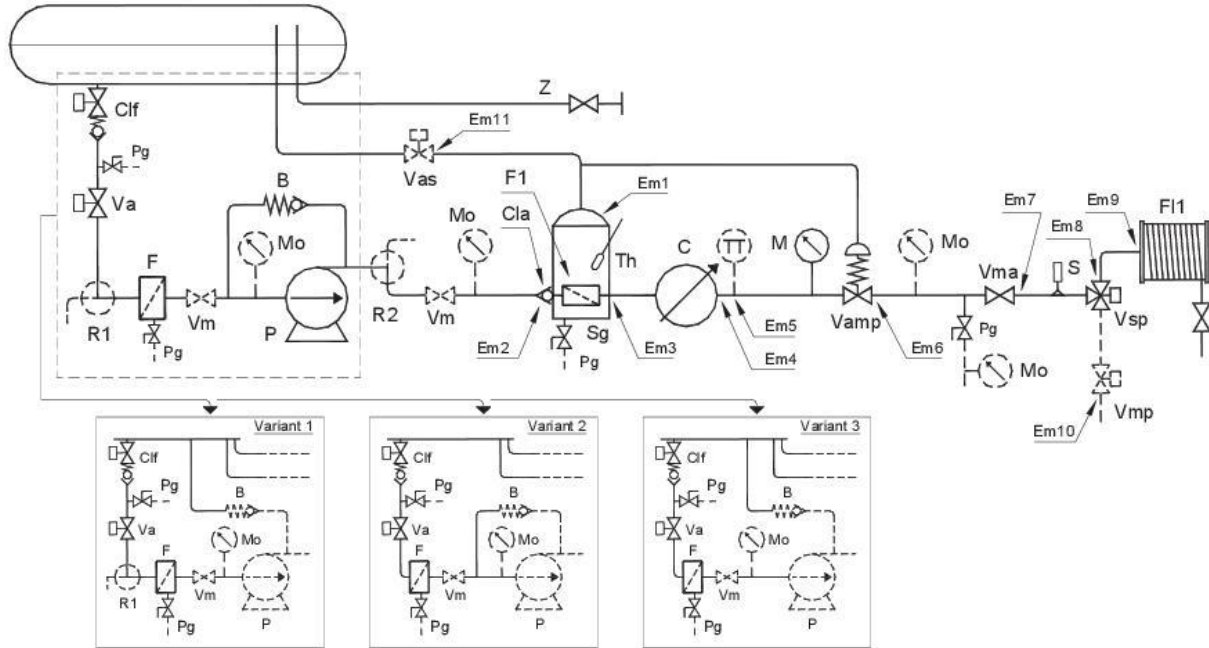 Clf
Pg
Va
R1
F
Pg
Vm
Mo
B
P
R2
Vm
Mo
Z
Em11
Vas
F1
Cla
Em1
Th
Em2
Sg
Pg
Em3
C
TT
Em5
Em4
M
Vamp
Em6
Mo
Pg
Mo
Vma
Em7
S
Em8
Em9
Fl1
Vsp
Em10
Vmp
Variant 1
Clf
Pg
Va
R1
F
Pg
Vm
Mo
B
P
Variant 2
Clf
Pg
Va
F
Pg
Vm
Mo
B
P
Variant 3
Clf
Pg
Va
F
Pg
Vm
Mo
B
P